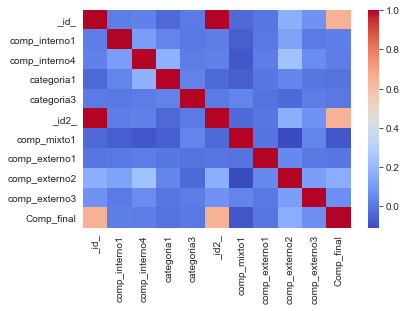 _id_
comp_interno1
comp_interno4
categoria1
categoria3
_id2_
comp_mixto1
comp_externo1
comp_externo2
comp_externo3
Comp_final
_id_
comp_interno1
comp_interno4
categoria1
categoria3
_id2_
comp_mixto1
comp_externo1
comp_externo2
comp_externo3
Comp_final
1.0
0.8
0.6
0.4
0.2
0.0